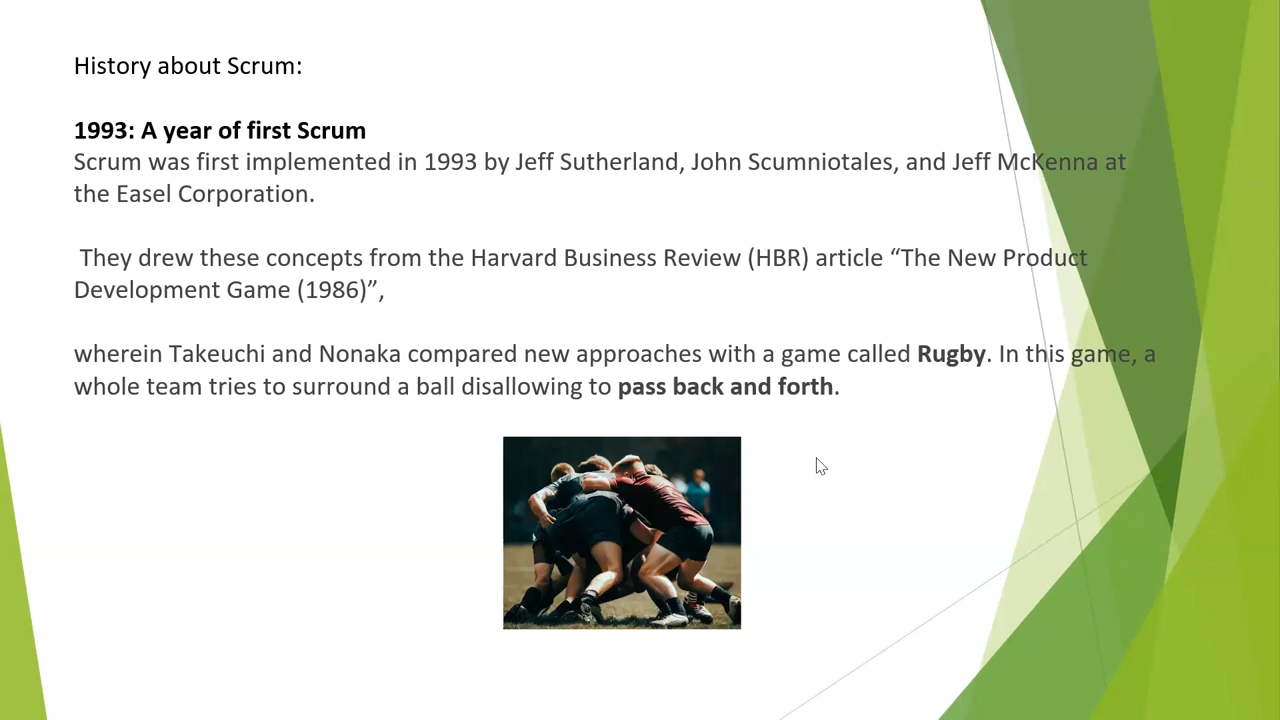 History about Scrum:
1993: A year of first Scrum
Scrum was first implemented in 1993 by Jeff Sutherland, John Scumniotales, and Jeff McKenna at
the Easel Corporation.
They drew these concepts from the Harvard Business Review (HBR) article “The New Product
Development Game (1986)”,
wherein Takeuchi and Nonaka compared new approaches with a game called Rugby. In this game, a
whole team tries to surround a ball disallowing to pass back and forth.